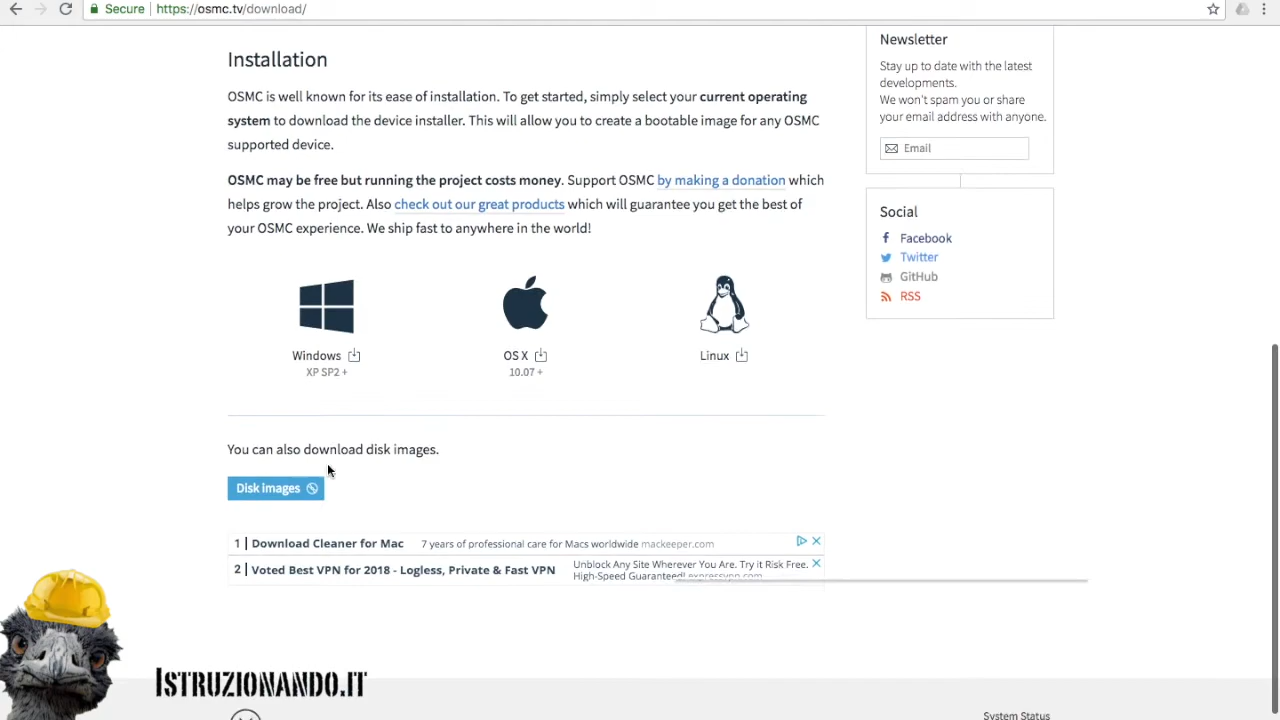 Secure https://osmc.tv/download/
Installation
OSMC is well known for its ease of installation. To get started, simply select your current operating
system to download the device installer. This will allow you to create a bootable image for any OSMC
supported device.
OSMC may be free but running the project costs money. Support OSMC by making a donation which
helps grow the project. Also check out our great products which will guarantee you get the best of
your OSMC experience. We ship fast to anywhere in the world!
Windows
XP SP2 +
OS X
10.07 +
Linux
You can also download disk images.
Disk images
1 Download Cleaner for Mac 7 years of professional care for Macs worldwide mackeeper.com
2 Voted Best VPN for 2018 - Logless, Private & Fast VPN Unblock Any Site Wherever You Are. Try it Risk Free.
High-Speed Guaranteed! expressvpn.com
Newsletter
Stay up to date with the latest
developments.
We won't spam you or share
your email address with anyone.
Email
Social
Facebook
Twitter
GitHub
RSS
Istruzionando.it
System Status